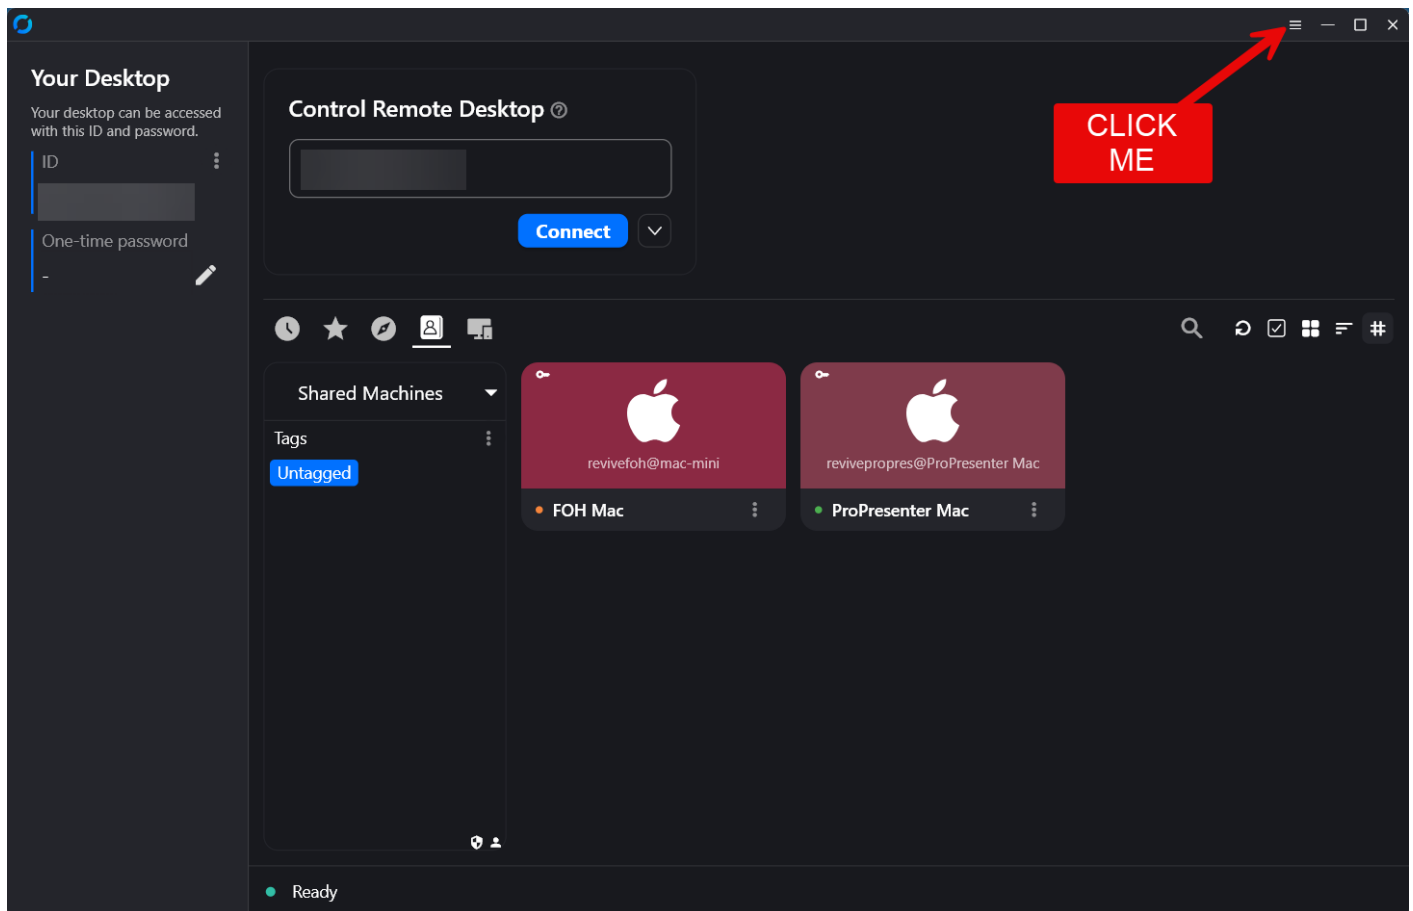 CLICK
ME
Your Desktop
Your desktop can be accessed
with this ID and password.
ID
One-time password
-
Control Remote Desktop
Connect
Shared Machines
Tags
Untagged
revivefoh@mac-mini
FOH Mac
revivepropres@ProPresenter Mac
ProPresenter Mac
Ready